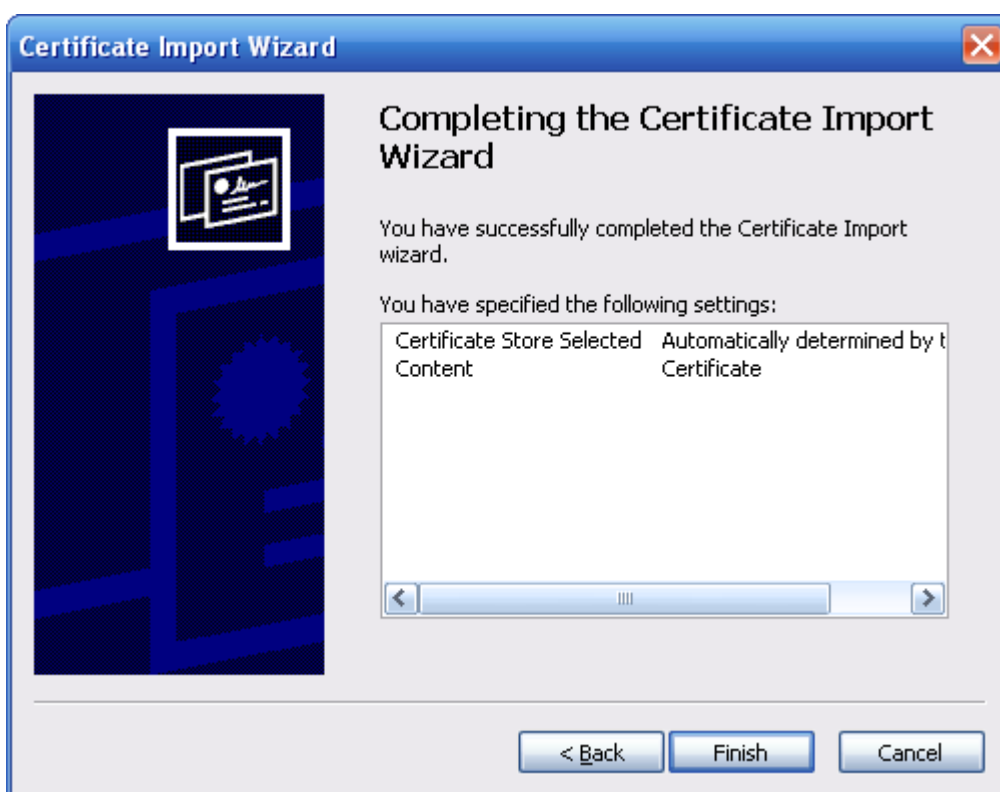 Certificate Import Wizard
Completing the Certificate Import
Wizard
You have successfully completed the Certificate Import
wizard.
You have specified the following settings:
Certificate Store Selected Automatically determined by t
Content Certificate
< Back Finish Cancel